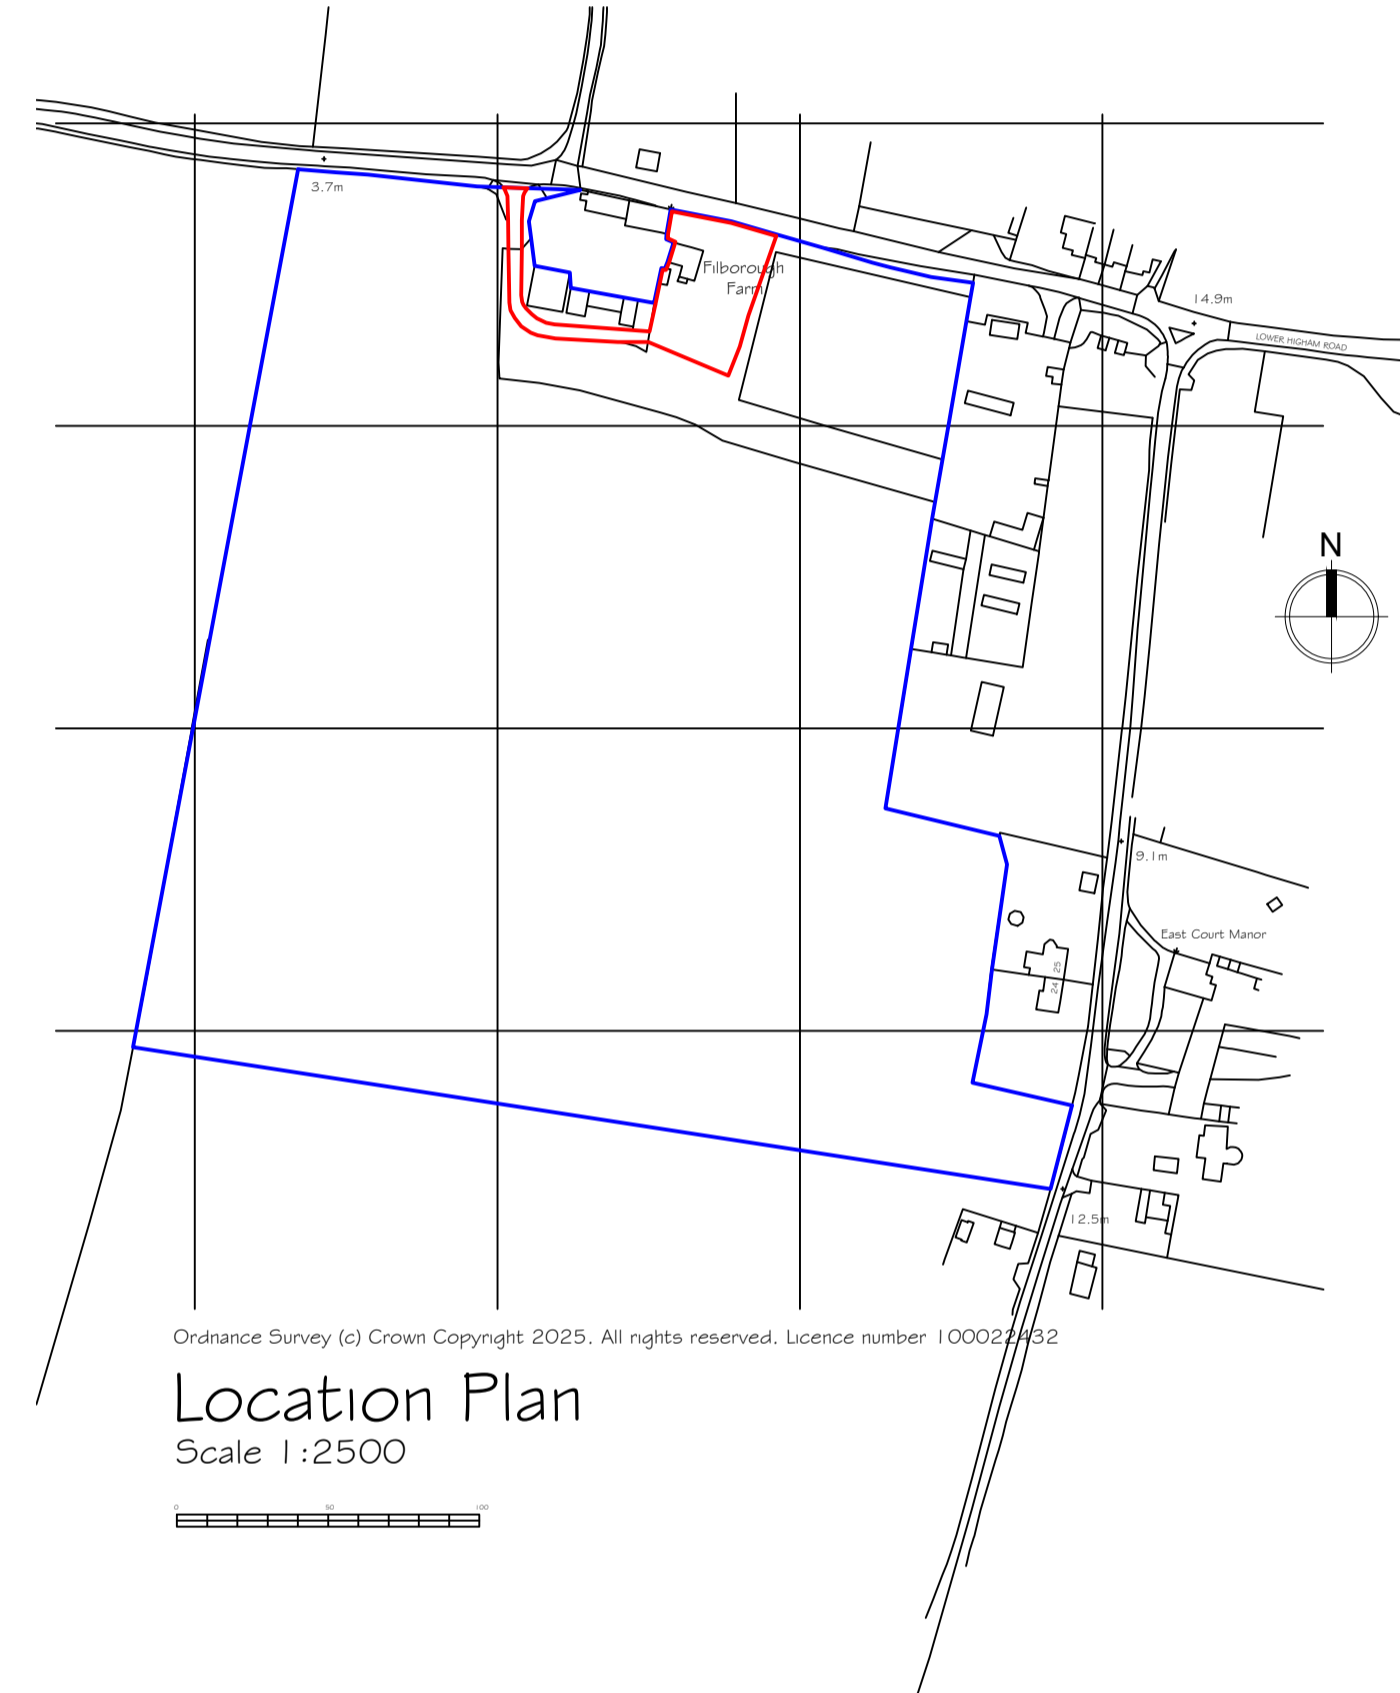 3.7m
Filborough
Farm
14.9m
LOWER HIGHAM ROAD
N
9.1m
East Court Manor
25
24
12.5m
Ordnance Survey (c) Crown Copyright 2025. All rights reserved. Licence number 100022432
Location Plan
Scale 1:2500
0 50 100